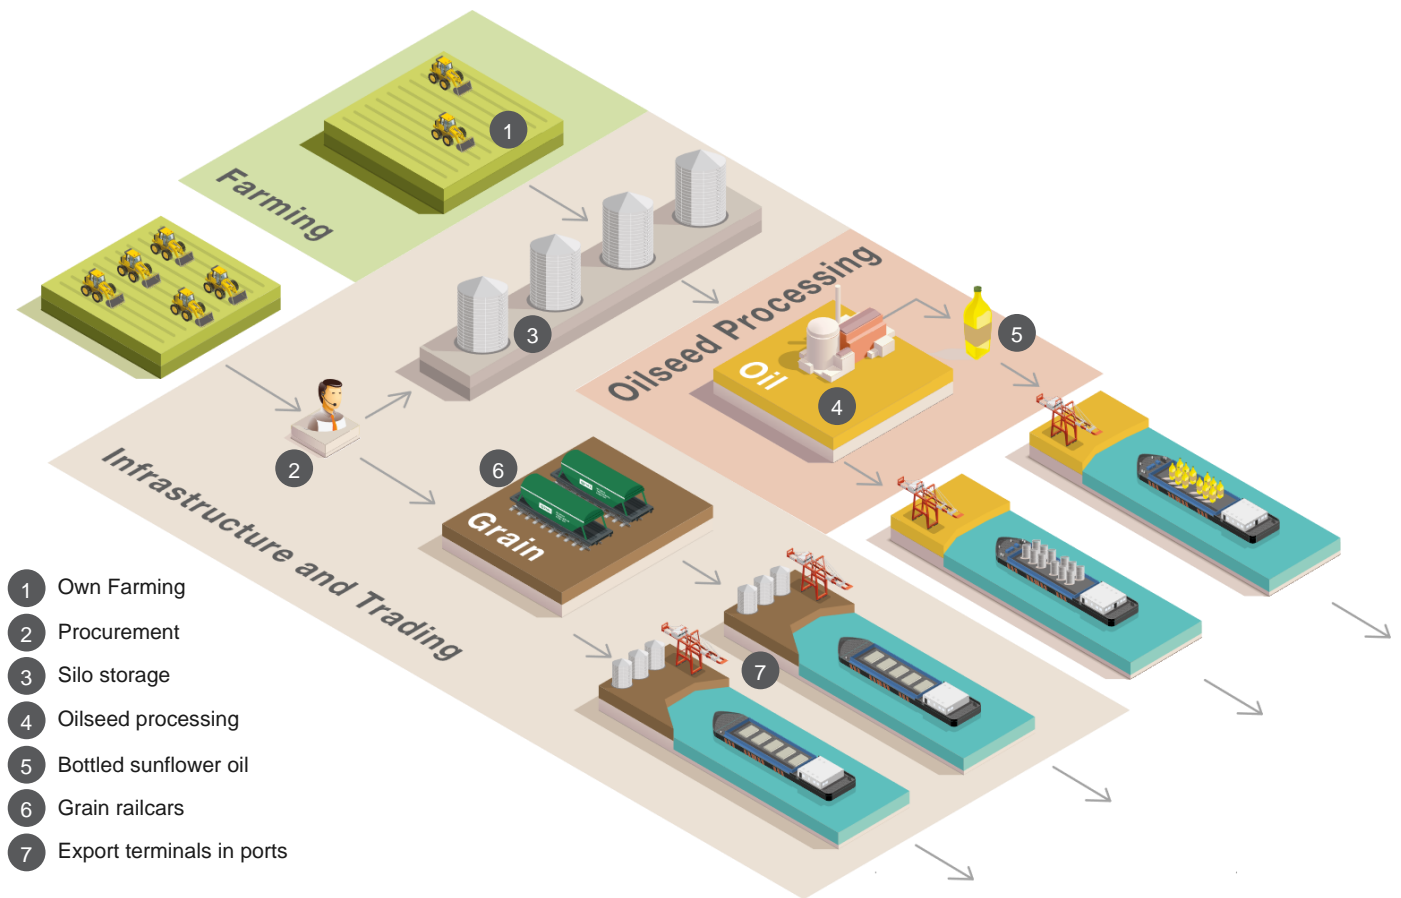 1
Farming
3
Oilseed Processing
Oil
5
4
2
6
Grain
Infrastructure and Trading
7
1 Own Farming
2 Procurement
3 Silo storage
4 Oilseed processing
5 Bottled sunflower oil
6 Grain railcars
7 Export terminals in ports